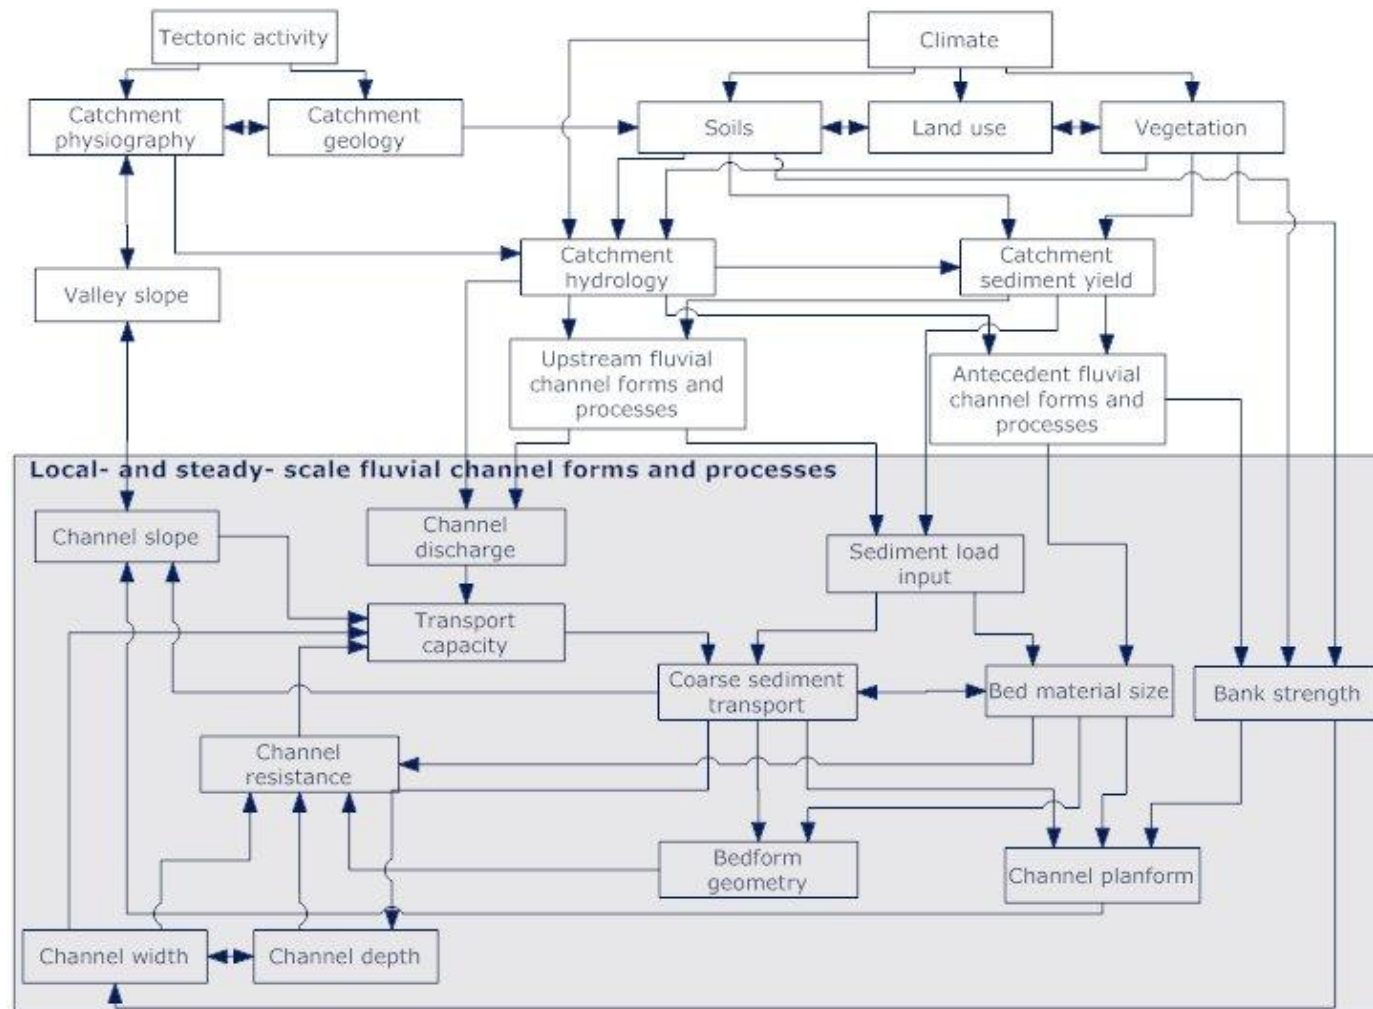 Tectonic activity
Climate
Catchment
physiography
Catchment
geology
Soils
Land use
Vegetation
Catchment
hydrology
Catchment
sediment yield
Valley slope
Upstream fluvial
channel forms and
processes
Antecedent fluvial
channel forms and
processes
Local- and steady- scale fluvial channel forms and processes
Channel slope
Channel
discharge
Sediment load
input
Transport
capacity
Coarse sediment
transport
Bed material size
Bank strength
Channel
resistance
Bedform
geometry
Channel planform
Channel width
Channel depth